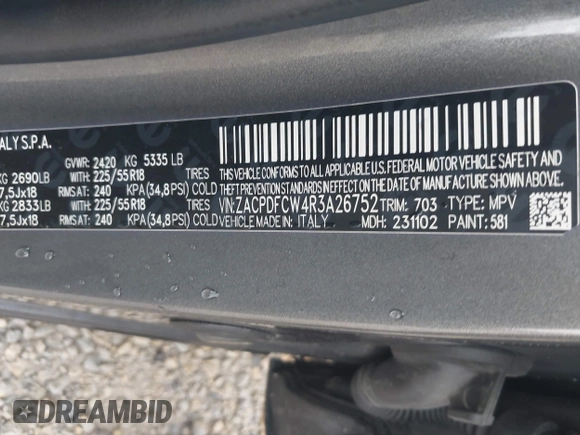 ALY S.P.A.
GVWR: 2420 KG 5335 LB
KG 2690LB WITH: 225/55R18 TIRES
7,5Jx18 RIMS AT: 240 KPA (34,8PSI) COLD
KG 2833LB WITH: 225/55R18 TIRES
7,5Jx18 RIMS AT: 240 KPA (34,8PSI) COLD
THIS VEHICLE CONFORMS TO ALL APPLICABLE U.S. FEDERAL MOTOR VEHICLE SAFETY, BUMPER, AND THEFT PREVENTION STANDARDS IN EFFECT ON THE DATE OF MANUFACTURE SHOWN ABOVE.
VIN: ZACPDFCW4R3A26752 TRIM: 703 TYPE: MPV
VEHICLE MADE IN: ITALY MDH: 231102 PAINT: 581
DREAMBID